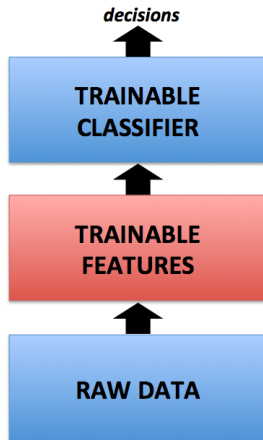 decisions
TRAINABLE
CLASSIFIER
TRAINABLE
FEATURES
RAW DATA